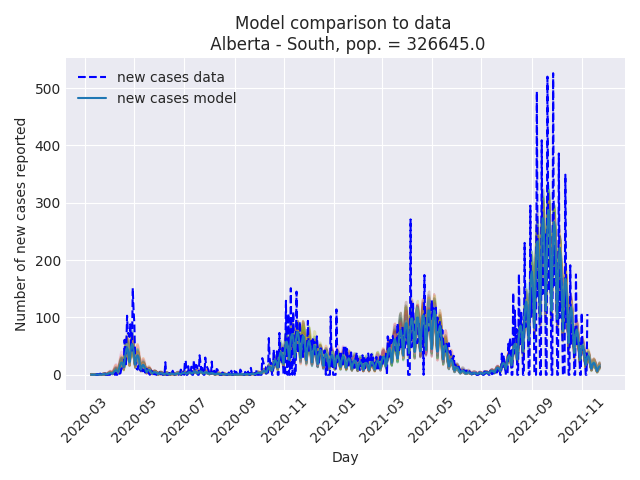 Model comparison to data
Alberta - South, pop. = 326645.0
new cases data
new cases model
Number of new cases reported
500
400
300
200
100
0
2020-03
2020-05
2020-07
2020-09
2020-11
2021-01
2021-03
2021-05
2021-07
2021-09
2021-11
Day